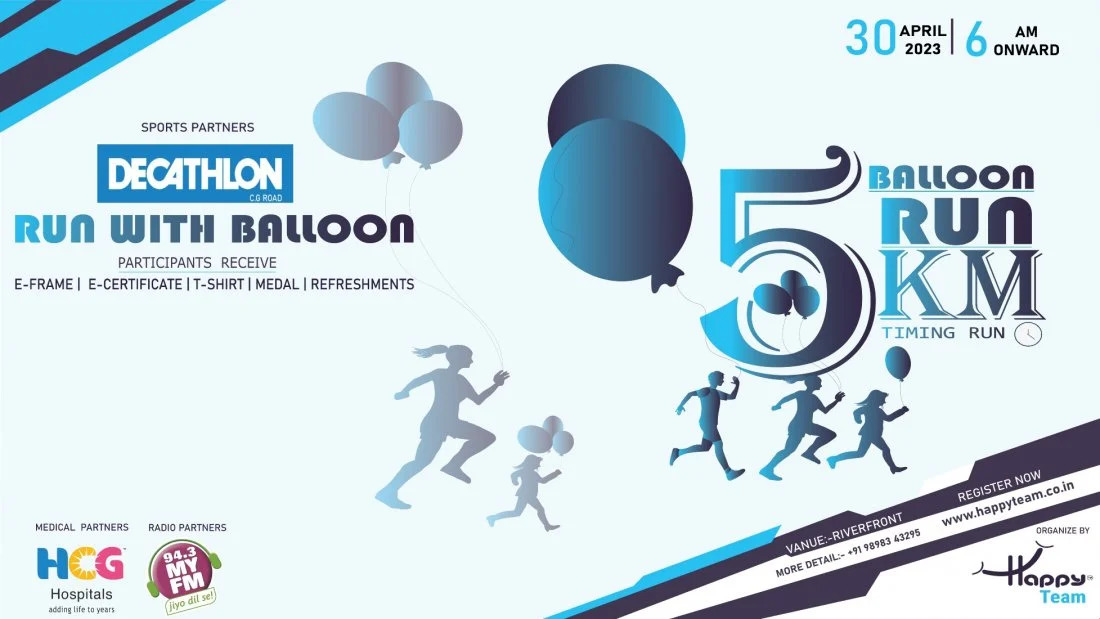 30 APRIL 2023 | 6 AM ONWARD
SPORTS PARTNERS
DECATHLON
C.G ROAD
RUN WITH BALLOON
PARTICIPANTS RECEIVE
E-FRAME | E-CERTIFICATE | T-SHIRT | MEDAL | REFRESHMENTS
5
BALLOON
RUN
KM
TIMING RUN
MEDICAL PARTNERS
HCG
Hospitals
adding life to years
RADIO PARTNERS
94.3
MY
FM
jiyo dil se!
VANUE:-RIVERFRONT
MORE DETAIL:- +91 98983 43295
REGISTER NOW
www.happyteam.co.in
ORGANIZE BY
Happy
Team